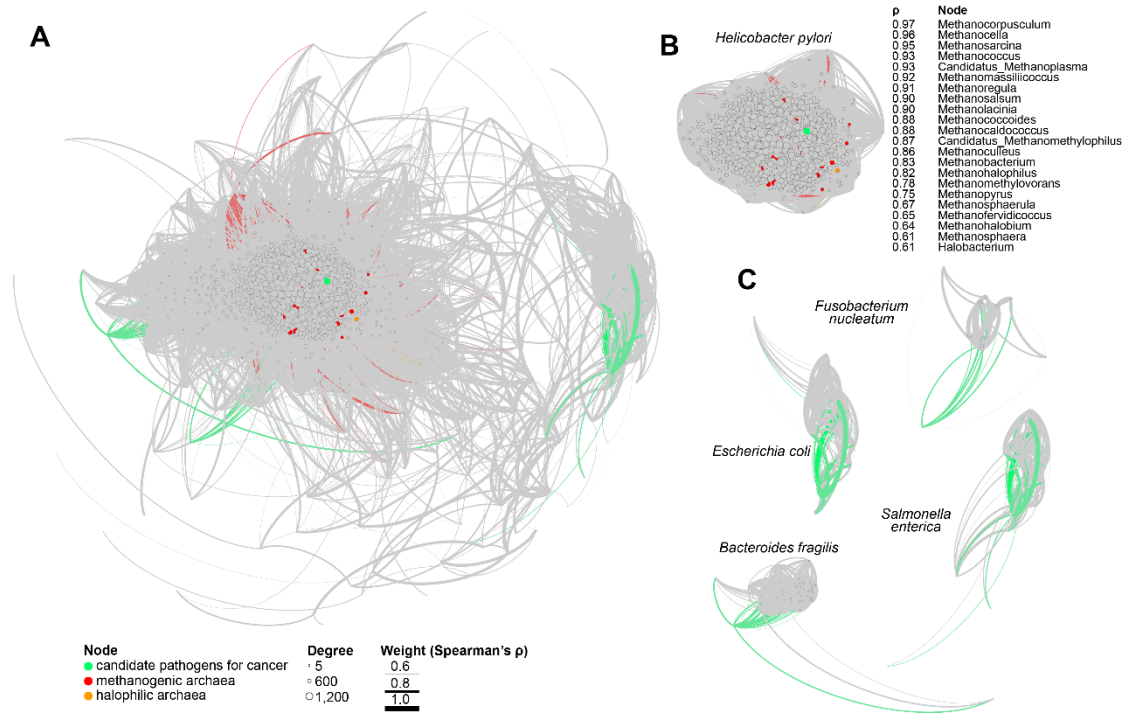 A
B
Helicobacter pylori
ρ Node
0.97 Methanocorpusculum
0.96 Methanocella
0.95 Methanosarcina
0.93 Methanococcus
0.93 Candidatus_Methanoplasma
0.92 Methanomassiliicoccus
0.91 Methanoregula
0.90 Methanosalsum
0.90 Methanolacinia
0.88 Methanococcoides
0.88 Methanocaldococcus
0.87 Candidatus_Methanomethylophilus
0.86 Methanoculleus
0.83 Methanobacterium
0.82 Methanohalophilus
0.78 Methanomethylovorans
0.75 Methanopyrus
0.67 Methanosphaerula
0.65 Methanofervidicoccus
0.64 Methanohalobium
0.61 Methanosphaera
0.61 Halobacterium
C
Fusobacterium
nucleatum
Escherichia coli
Salmonella
enterica
Bacteroides fragilis
Node Degree Weight (Spearman's ρ)
candidate pathogens for cancer 5 0.6
methanogenic archaea 600 0.8
halophilic archaea 1,200 1.0